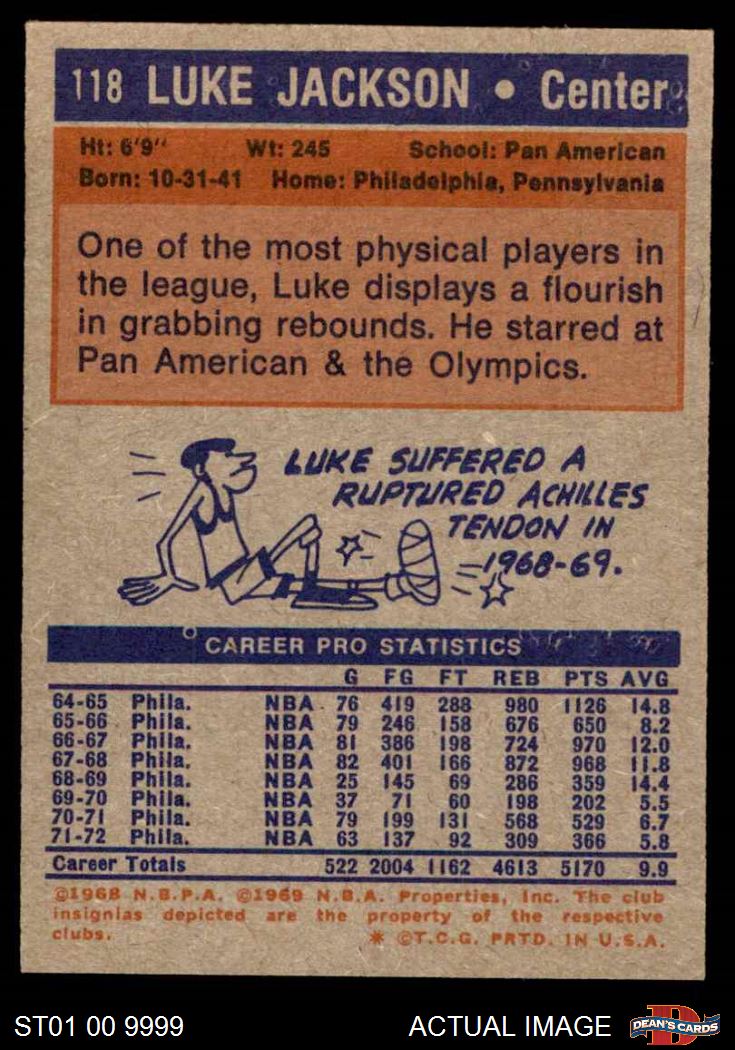 118 LUKE JACKSON • Center
Ht: 6'9" Wt: 245 School: Pan American
Born: 10-31-41 Home: Philadelphia, Pennsylvania
One of the most physical players in
the league, Luke displays a flourish
in grabbing rebounds. He starred at
Pan American & the Olympics.
LUKE SUFFERED A
RUPTURED ACHILLES
TENDON IN
1968-69.
CAREER PRO STATISTICS
G FG FT REB PTS AVG
64-65 Phila. NBA 76 419 288 980 1126 14.8
65-66 Phila. NBA 79 246 158 676 650 8.2
66-67 Phila. NBA 81 386 198 724 970 12.0
67-68 Phila. NBA 82 401 166 872 968 11.8
68-69 Phila. NBA 25 145 69 286 359 14.4
69-70 Phila. NBA 37 71 60 198 202 5.5
70-71 Phila. NBA 79 199 131 568 529 6.7
71-72 Phila. NBA 63 137 92 309 366 5.8
Career Totals 522 2004 1162 4613 5170 9.9
©1968 N.B.P.A. ©1969 N.B.A. Properties, Inc. The club
insignias depicted are the property of the respective
clubs. * ©T.C.G. PRTD. IN U.S.A.
ST01 00 9999 ACTUAL IMAGE D DEAN'S CARDS